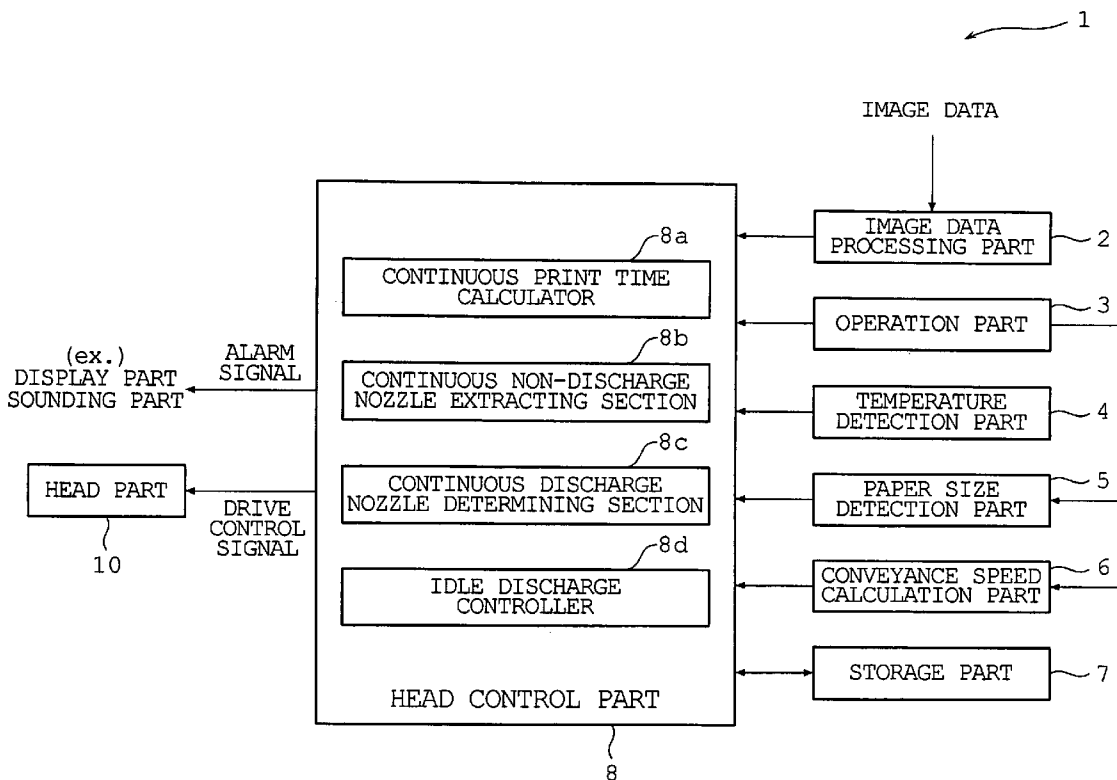 1
IMAGE DATA
IMAGE DATA
PROCESSING PART
2
8a
CONTINUOUS PRINT TIME
CALCULATOR
OPERATION PART
3
(ex.)
DISPLAY PART
SOUNDING PART
ALARM
SIGNAL
8b
CONTINUOUS NON-DISCHARGE
NOZZLE EXTRACTING SECTION
TEMPERATURE
DETECTION PART
4
HEAD PART
10
DRIVE
CONTROL
SIGNAL
8c
CONTINUOUS DISCHARGE
NOZZLE DETERMINING SECTION
PAPER SIZE
DETECTION PART
5
8d
IDLE DISCHARGE
CONTROLLER
CONVEYANCE SPEED
CALCULATION PART
6
STORAGE PART
7
HEAD CONTROL PART
8